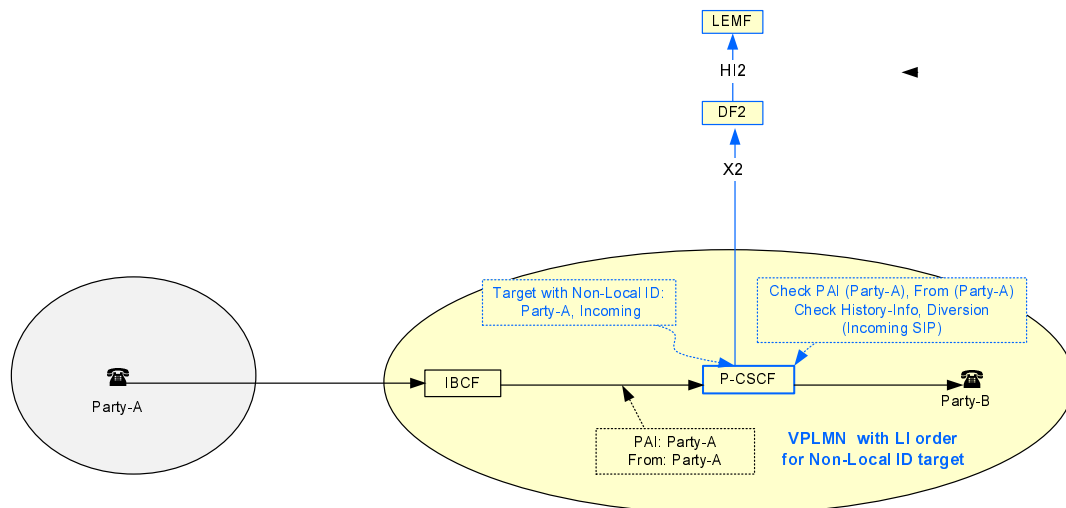 LEMF
HI2
DF2
X2
Target with Non-Local ID:
Party-A, Incoming
Check PAI (Party-A), From (Party-A)
Check History-Info, Diversion
(Incoming SIP)
Party-A
IBCF
P-CSCF
Party-B
PAI: Party-A
From: Party-A
VPLMN with LI order
for Non-Local ID target